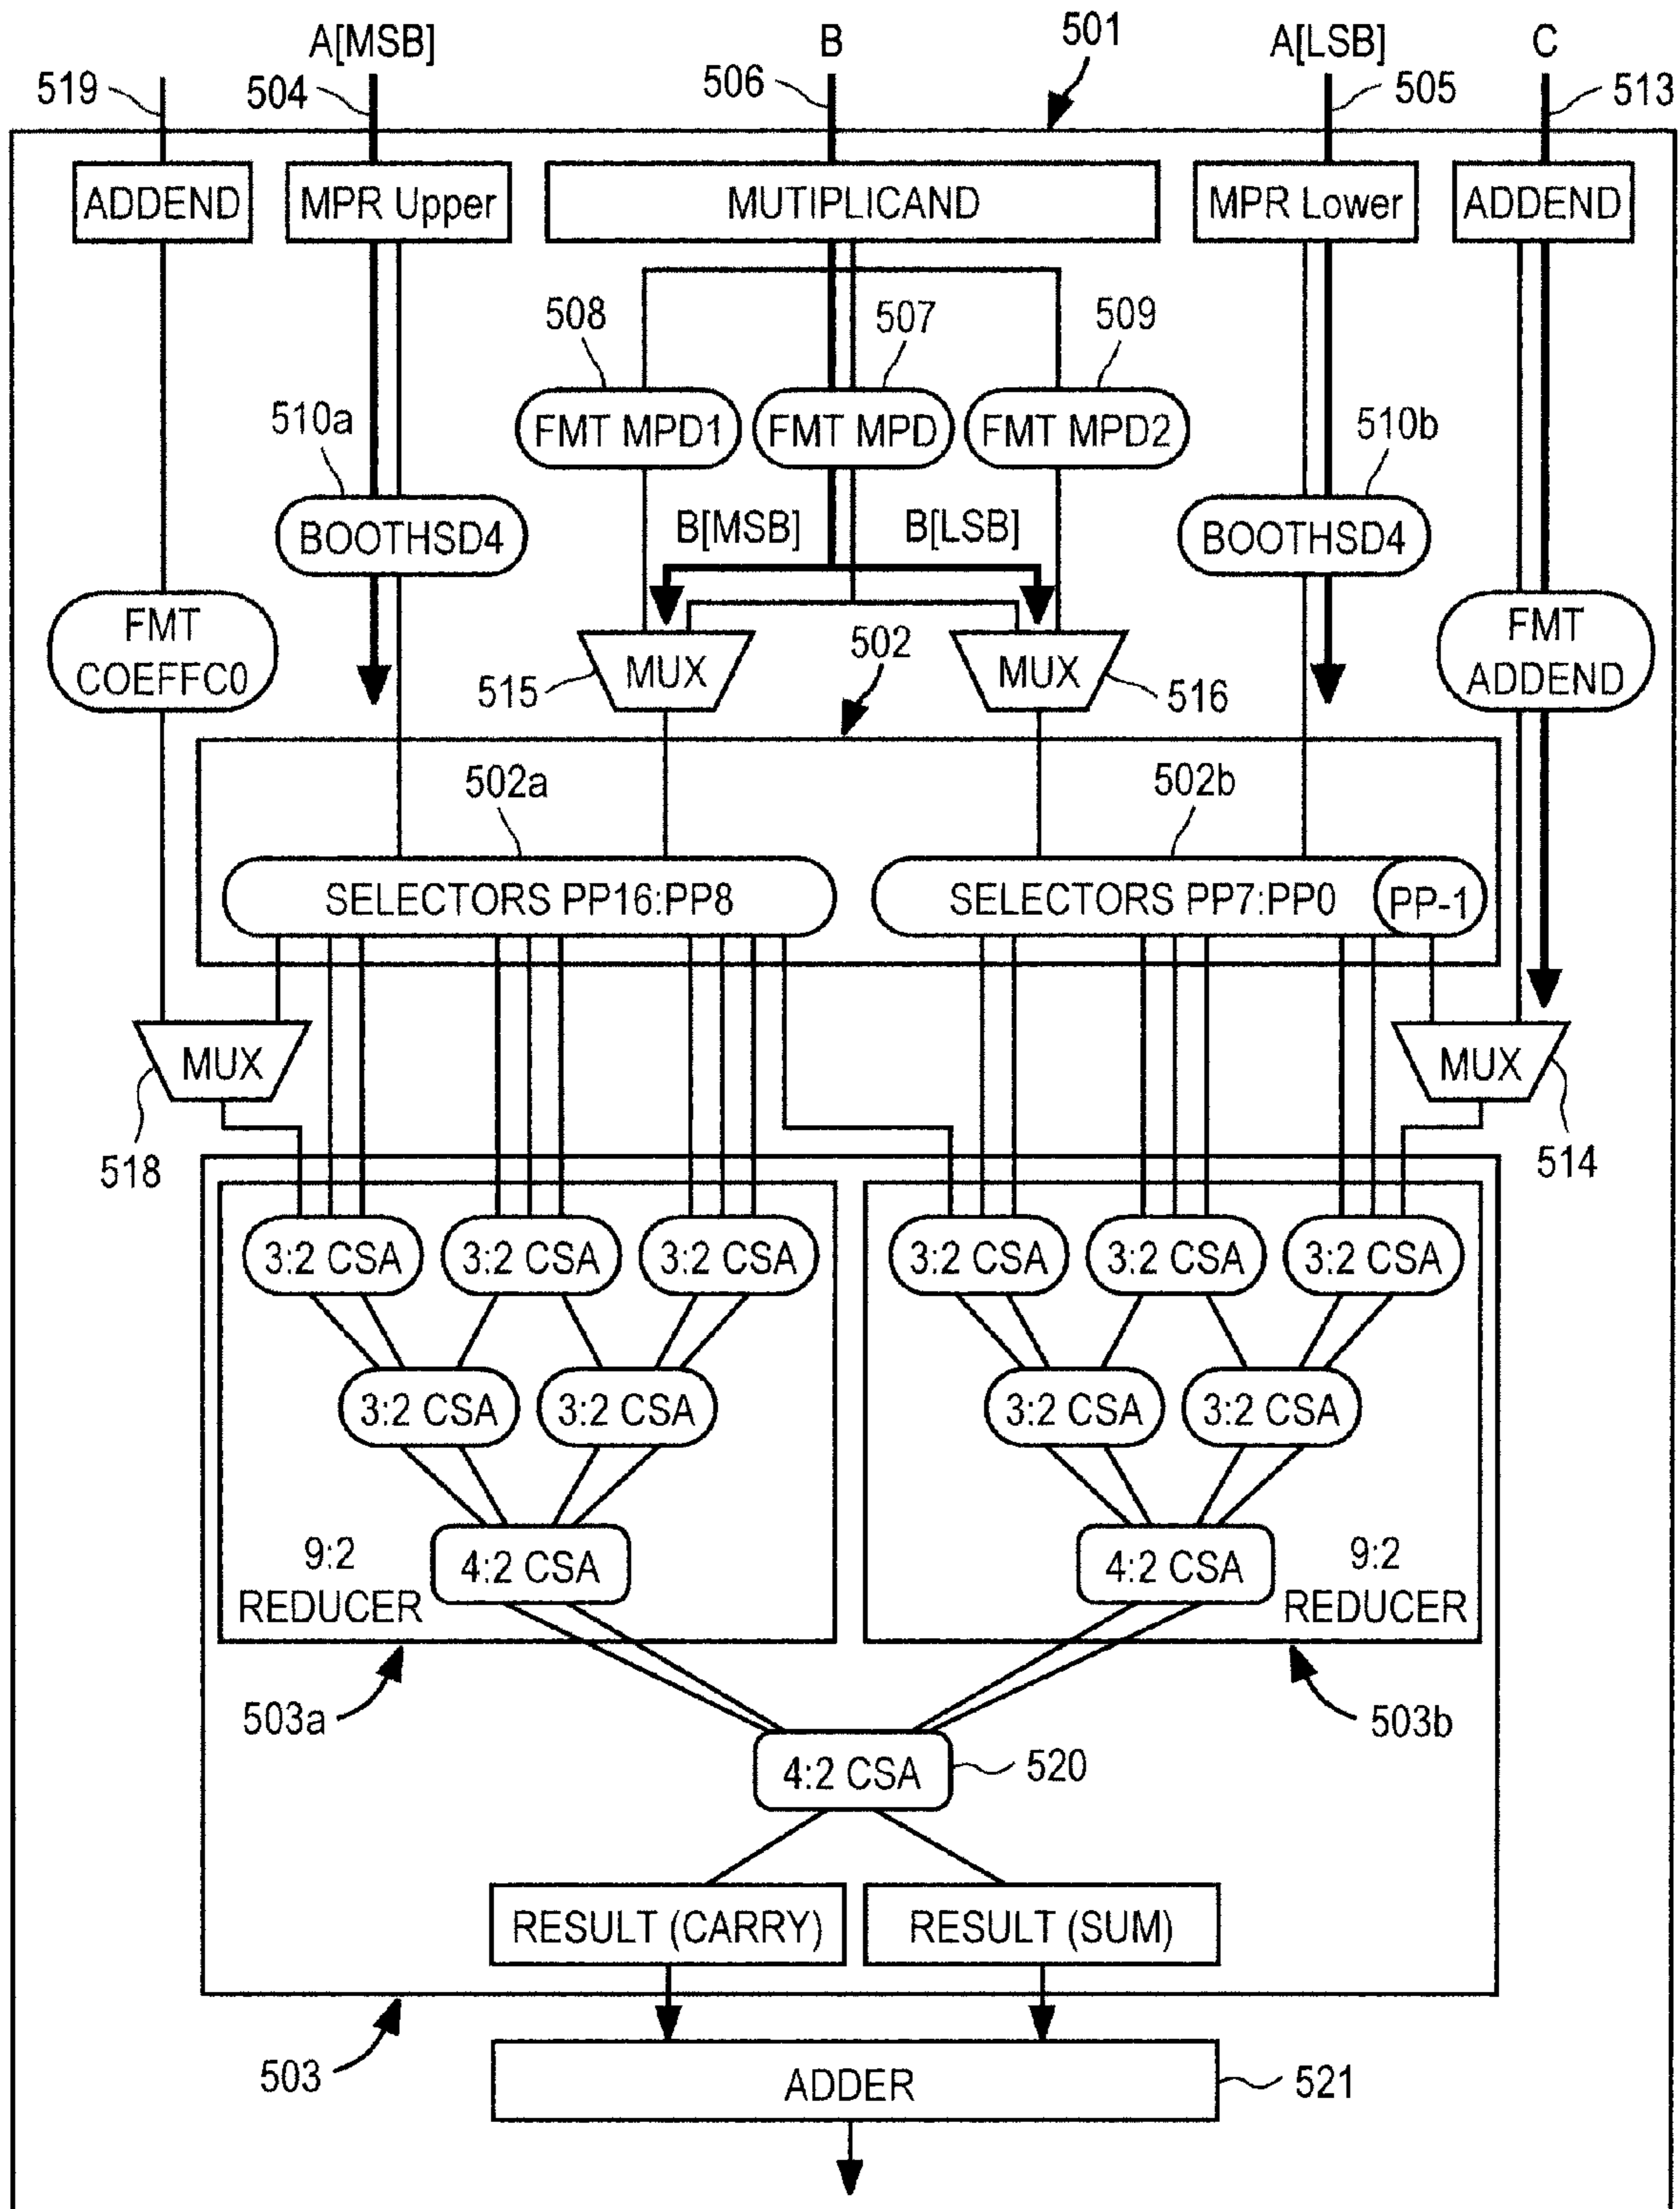 A[MSB] B 501 A[LSB] C
519 504 506 505 513
ADDEND MPR Upper MUTIPLICAND MPR Lower ADDEND
508 507 509
510a FMT MPD1 FMT MPD FMT MPD2 510b
BOOTHSD4 B[MSB] B[LSB] BOOTHSD4
FMT COEFFC0
FMT ADDEND
515 MUX 502 MUX 516
502a 502b
SELECTORS PP16:PP8 SELECTORS PP7:PP0 PP-1
MUX MUX
518 514
3:2 CSA 3:2 CSA 3:2 CSA 3:2 CSA 3:2 CSA 3:2 CSA
3:2 CSA 3:2 CSA 3:2 CSA 3:2 CSA
9:2 REDUCER 4:2 CSA 4:2 CSA 9:2 REDUCER
503a 503b
4:2 CSA 520
RESULT (CARRY) RESULT (SUM)
503 ADDER 521